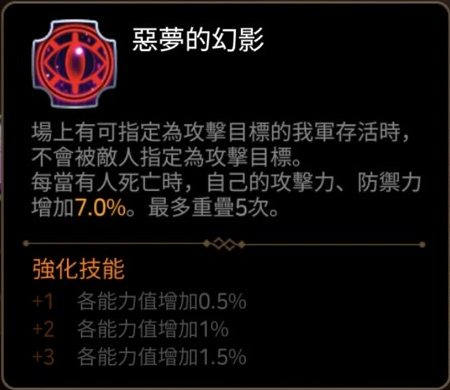 惡夢的幻影
場上有可指定為攻擊目標的我軍存活時，
不會被敵人指定為攻擊目標。
每當有人死亡時，自己的攻擊力、防禦力
增加7.0%。最多重疊5次。
強化技能
+1 各能力值增加0.5%
+2 各能力值增加1%
+3 各能力值增加1.5%